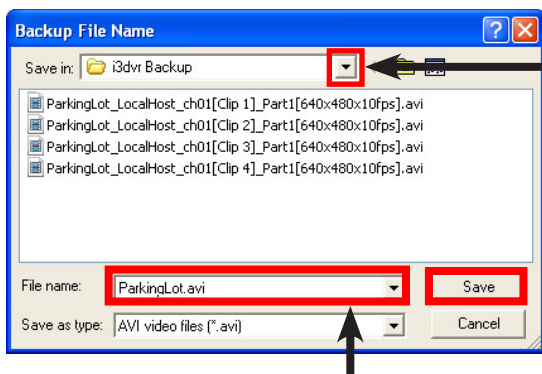 Backup File Name
Save in: i3dvr Backup
ParkingLot_LocalHost_ch01[Clip 1]_Part1[640x480x10fps].avi
ParkingLot_LocalHost_ch01[Clip 2]_Part1[640x480x10fps].avi
ParkingLot_LocalHost_ch01[Clip 3]_Part1[640x480x10fps].avi
ParkingLot_LocalHost_ch01[Clip 4]_Part1[640x480x10fps].avi
File name: ParkingLot.avi Save
Save as type: AVI video files (*.avi) Cancel